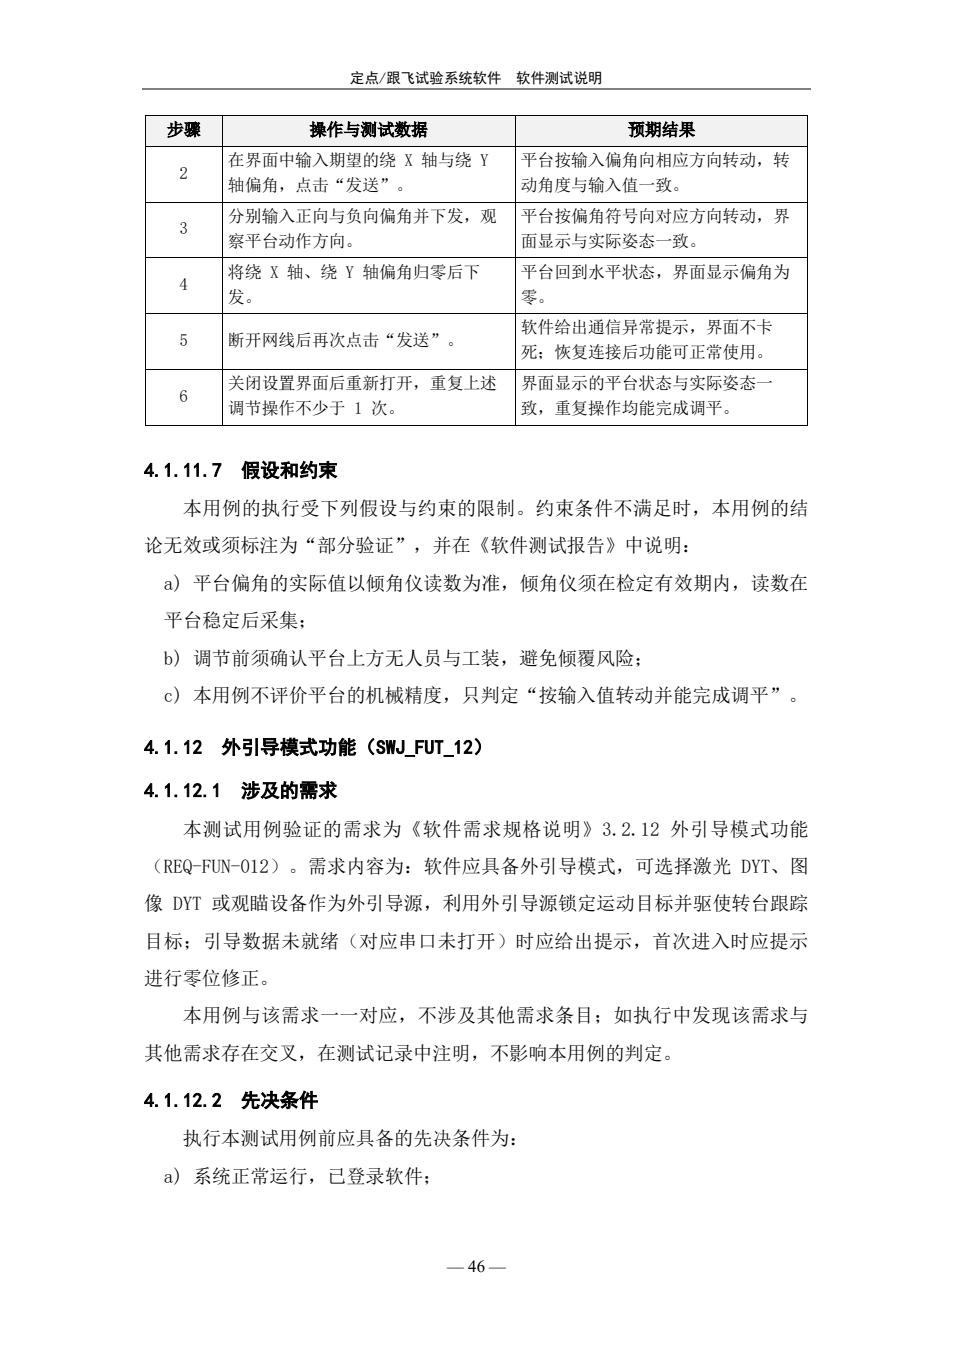 定点/跟飞试验系统软件　软件测试说明
步骤
操作与测试数据
预期结果
2
在界面中输入期望的绕 X 轴与绕 Y
轴偏角，点击“发送”。
平台按输入偏角向相应方向转动，转
动角度与输入值一致。
3
分别输入正向与负向偏角并下发，观
察平台动作方向。
平台按偏角符号向对应方向转动，界
面显示与实际姿态一致。
4
将绕 X 轴、绕 Y 轴偏角归零后下
发。
平台回到水平状态，界面显示偏角为
零。
5
断开网线后再次点击“发送”。
软件给出通信异常提示，界面不卡
死；恢复连接后功能可正常使用。
6
关闭设置界面后重新打开，重复上述
调节操作不少于 1 次。
界面显示的平台状态与实际姿态一
致，重复操作均能完成调平。
4.1.11.7　假设和约束
本用例的执行受下列假设与约束的限制。约束条件不满足时，本用例的结
论无效或须标注为“部分验证”，并在《软件测试报告》中说明：
a) 平台偏角的实际值以倾角仪读数为准，倾角仪须在检定有效期内，读数在
平台稳定后采集；
b) 调节前须确认平台上方无人员与工装，避免倾覆风险；
c) 本用例不评价平台的机械精度，只判定“按输入值转动并能完成调平”。
4.1.12　外引导模式功能（SWJ_FUT_12）
4.1.12.1　涉及的需求
本测试用例验证的需求为《软件需求规格说明》3.2.12 外引导模式功能
（REQ-FUN-012）。需求内容为：软件应具备外引导模式，可选择激光 DYT、图
像 DYT 或观瞄设备作为外引导源，利用外引导源锁定运动目标并驱使转台跟踪
目标；引导数据未就绪（对应串口未打开）时应给出提示，首次进入时应提示
进行零位修正。
本用例与该需求一一对应，不涉及其他需求条目；如执行中发现该需求与
其他需求存在交叉，在测试记录中注明，不影响本用例的判定。
4.1.12.2　先决条件
执行本测试用例前应具备的先决条件为：
a) 系统正常运行，已登录软件；
— 46 —